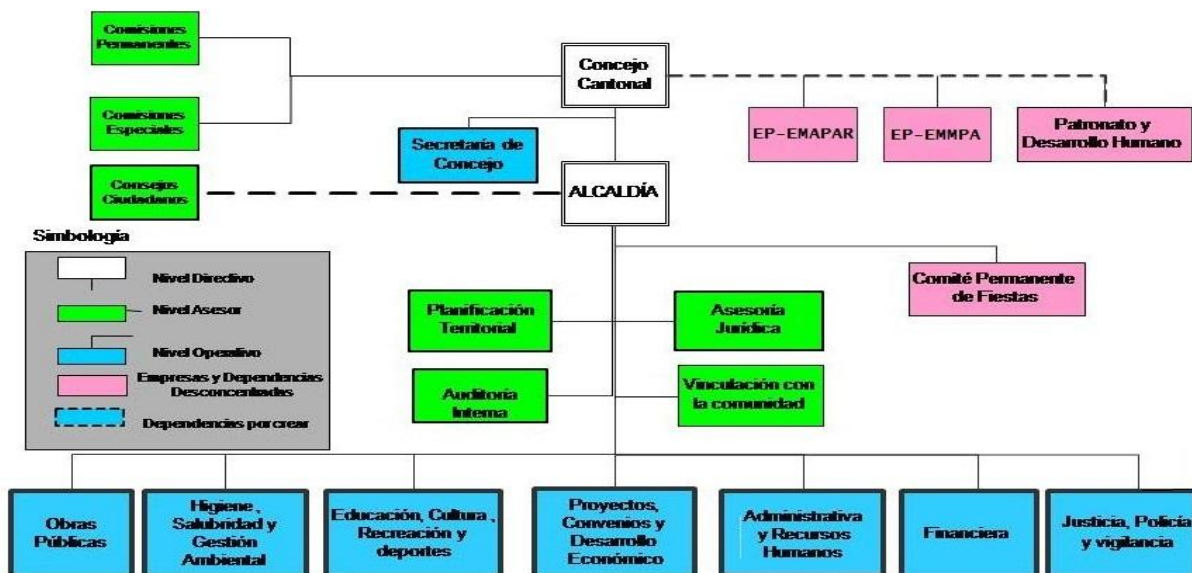 Comisiones
Permanentes
Concejo
Cantonal
Comisiones
Especiales
EP-EMAPAR
EP-EMMPA
Patronato y
Desarrollo Humano
Secretaría de
Concejo
Consejos
Ciudadanos
ALCALDÍA
Simbología
Nivel Directivo
Nivel Asesor
Nivel Operativo
Empresas y Dependencias
Desconcentradas
Dependencias por crear
Comité Permanente
de Fiestas
Planificación
Territorial
Asesoría
Jurídica
Auditoría
Interna
Vinculación con
la comunidad
Obras
Públicas
Higiene ,
Salubridad y
Gestión
Ambiental
Educación, Cultura ,
Recreación y
deportes
Proyectos,
Convenios y
Desarrollo
Económico
Administrativa
y Recursos
Humanos
Financiera
Justicia, Policía
y vigilancia